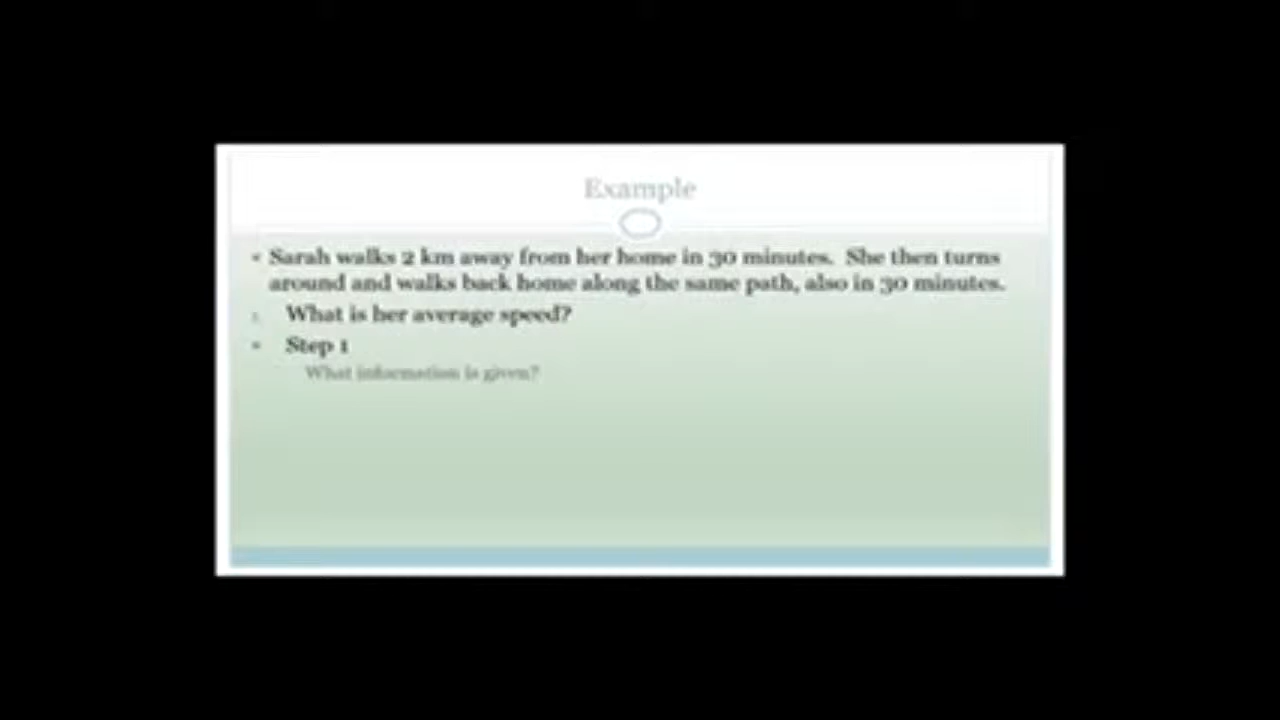 Example
Sarah walks 2 km away from her home in 30 minutes. She then turns
around and walks back home along the same path, also in 30 minutes.
What is her average speed?
Step 1
What information is given?